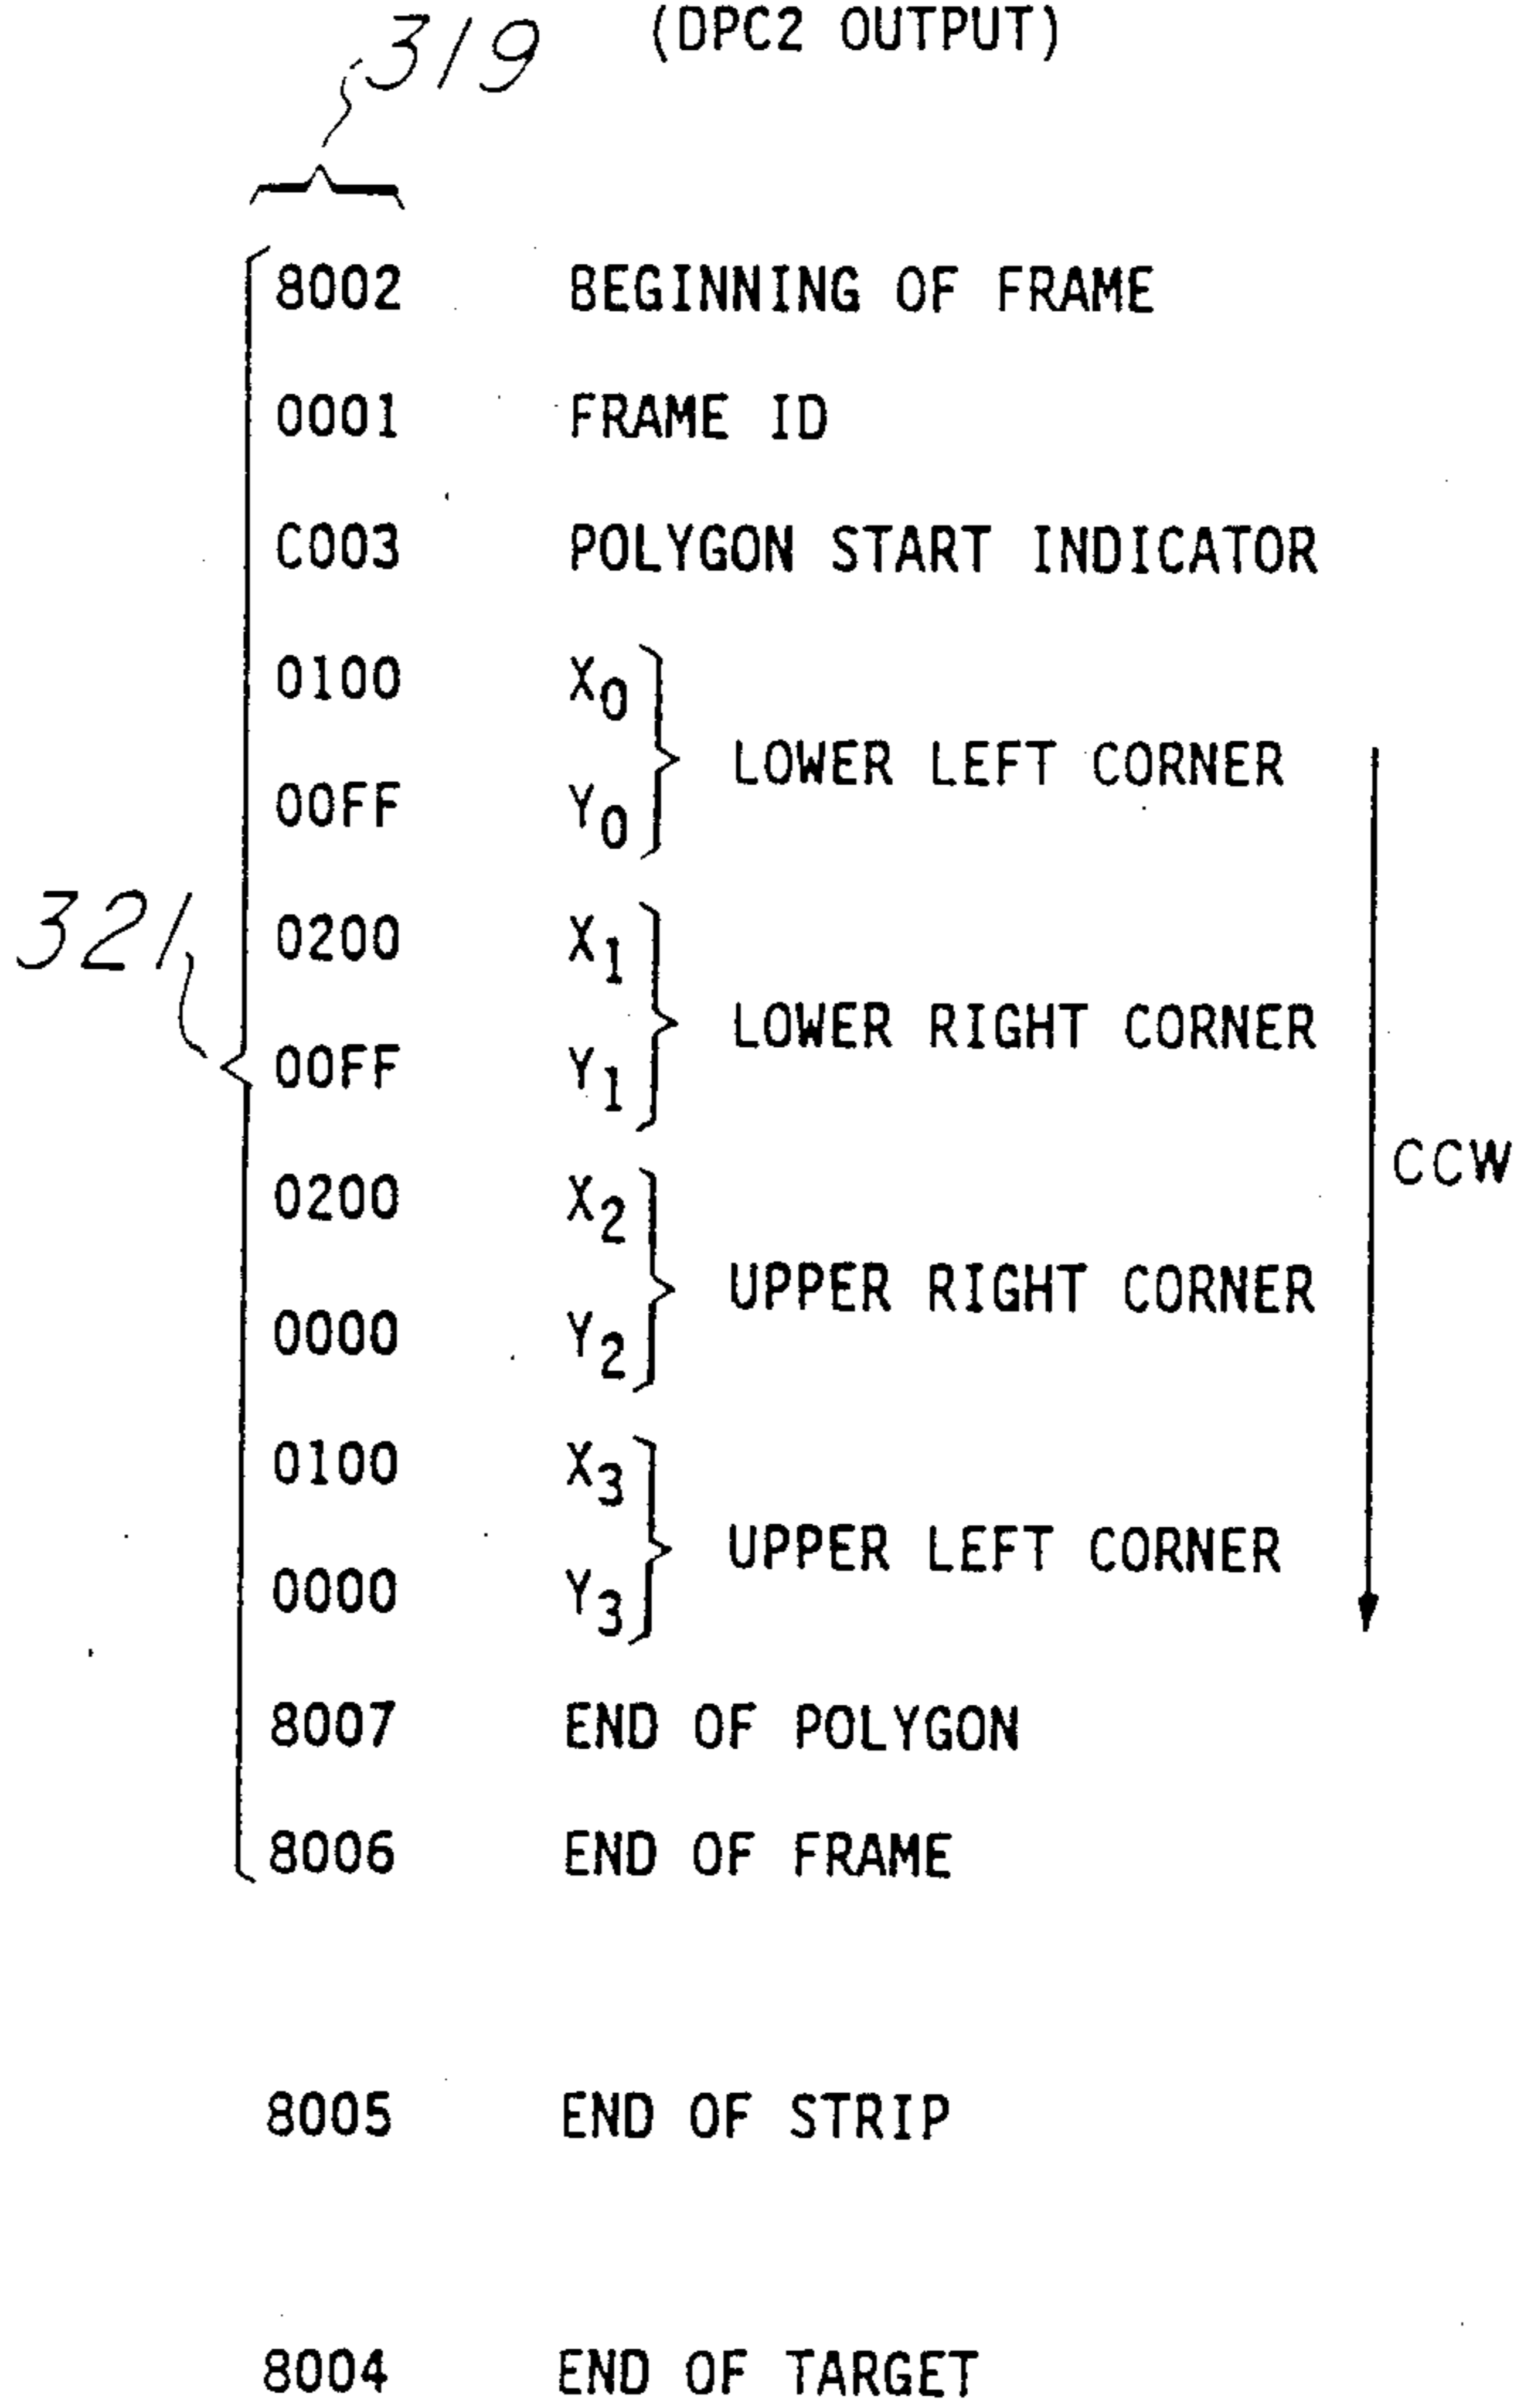 319 (DPC2 OUTPUT)
8002 BEGINNING OF FRAME
0001 FRAME ID
C003 POLYGON START INDICATOR
0100 X0
LOWER LEFT CORNER
00FF Y0
321 0200 X1
LOWER RIGHT CORNER
00FF Y1
CCW
0200 X2
UPPER RIGHT CORNER
0000 Y2
0100 X3
UPPER LEFT CORNER
0000 Y3
8007 END OF POLYGON
8006 END OF FRAME
8005 END OF STRIP
8004 END OF TARGET